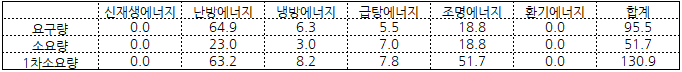 신재생에너지 난방에너지 냉방에너지 급탕에너지 조명에너지 환기에너지 합계
요구량 0.0 64.9 6.3 5.5 18.8 0.0 95.5
소요량 0.0 23.0 3.0 7.0 18.8 0.0 51.7
1차소요량 0.0 63.2 8.2 7.8 51.7 0.0 130.9